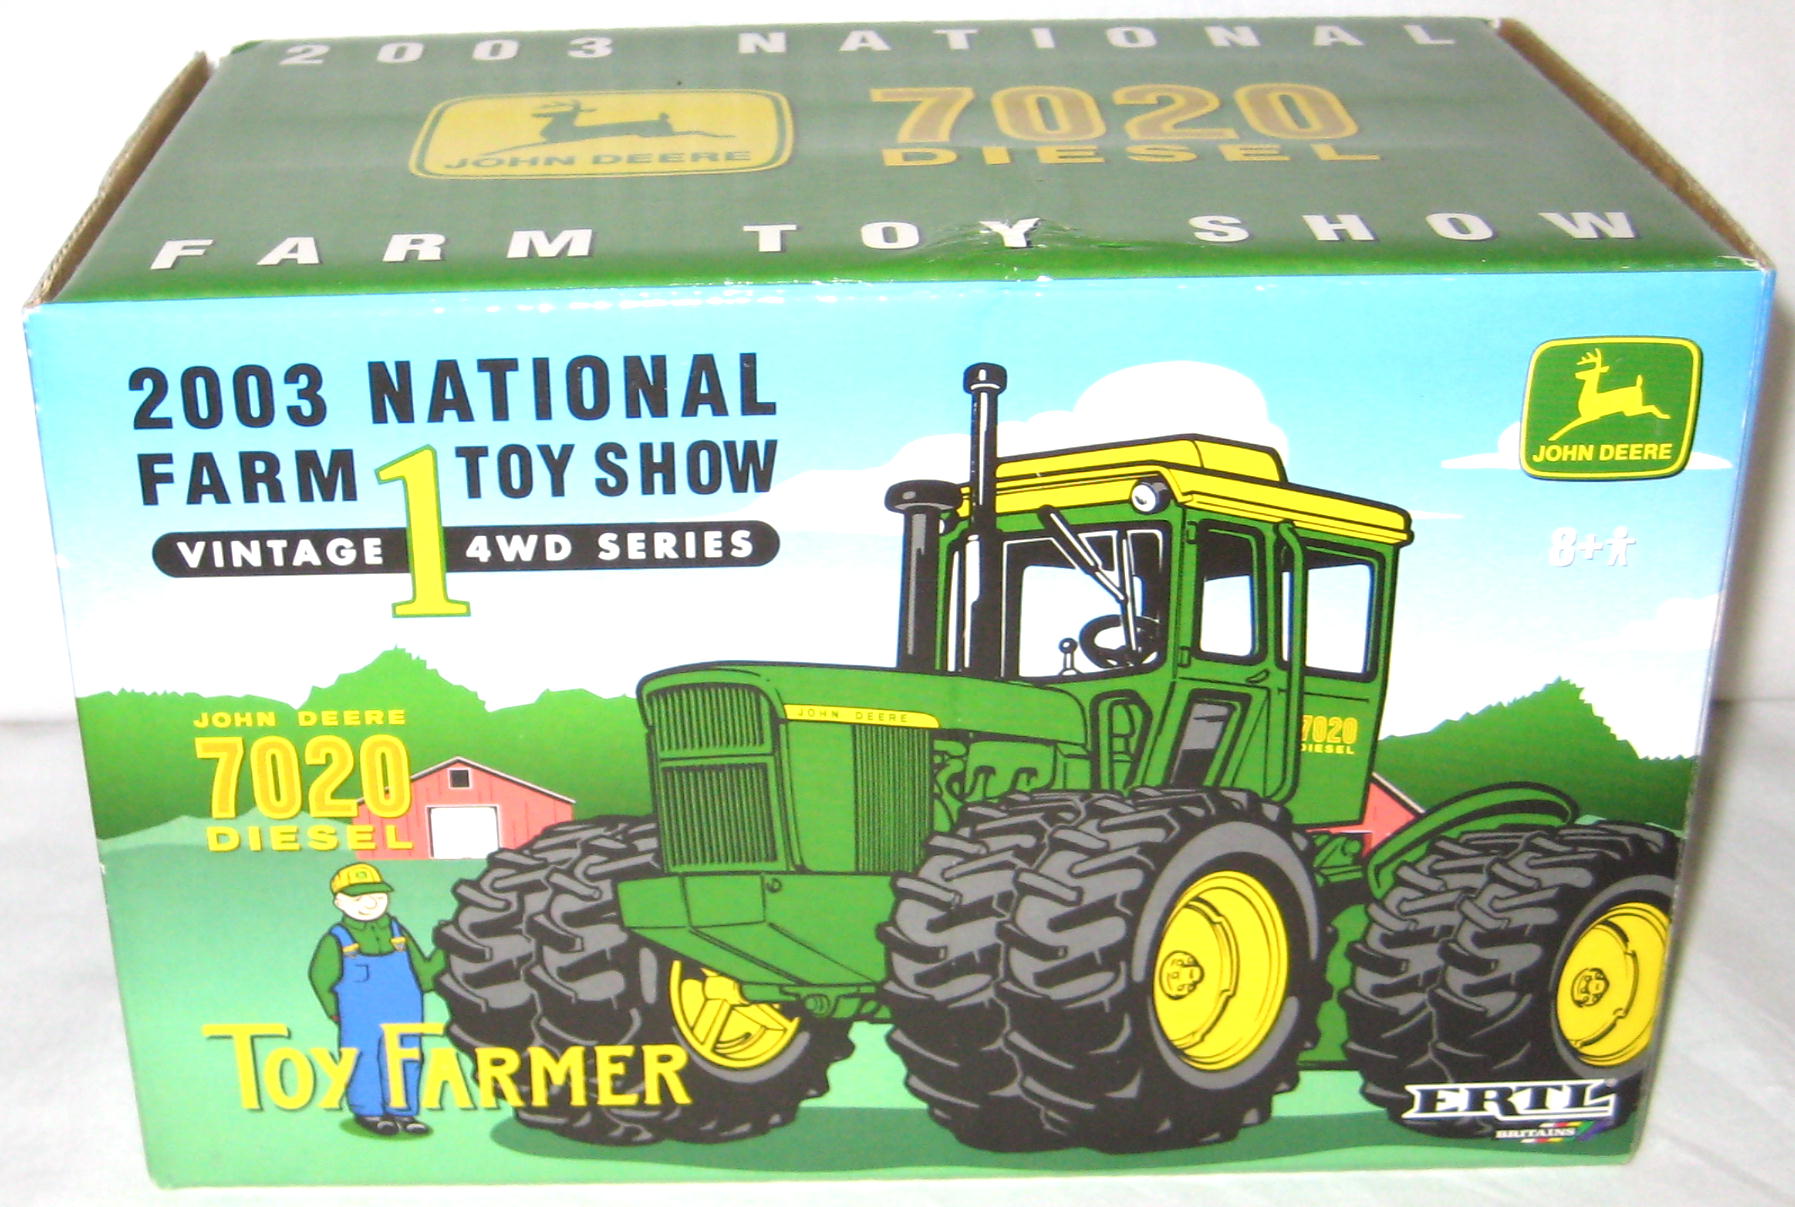 2003 NATIONAL
JOHN DEERE
7020
DIESEL
FARM TOY SHOW
2003 NATIONAL
FARM 1 TOY SHOW
VINTAGE 4WD SERIES
JOHN DEERE
8+
JOHN DEERE
7020
DIESEL
JOHN DEERE
7020
DIESEL
TOY FARMER
ERTL
BRITAINS